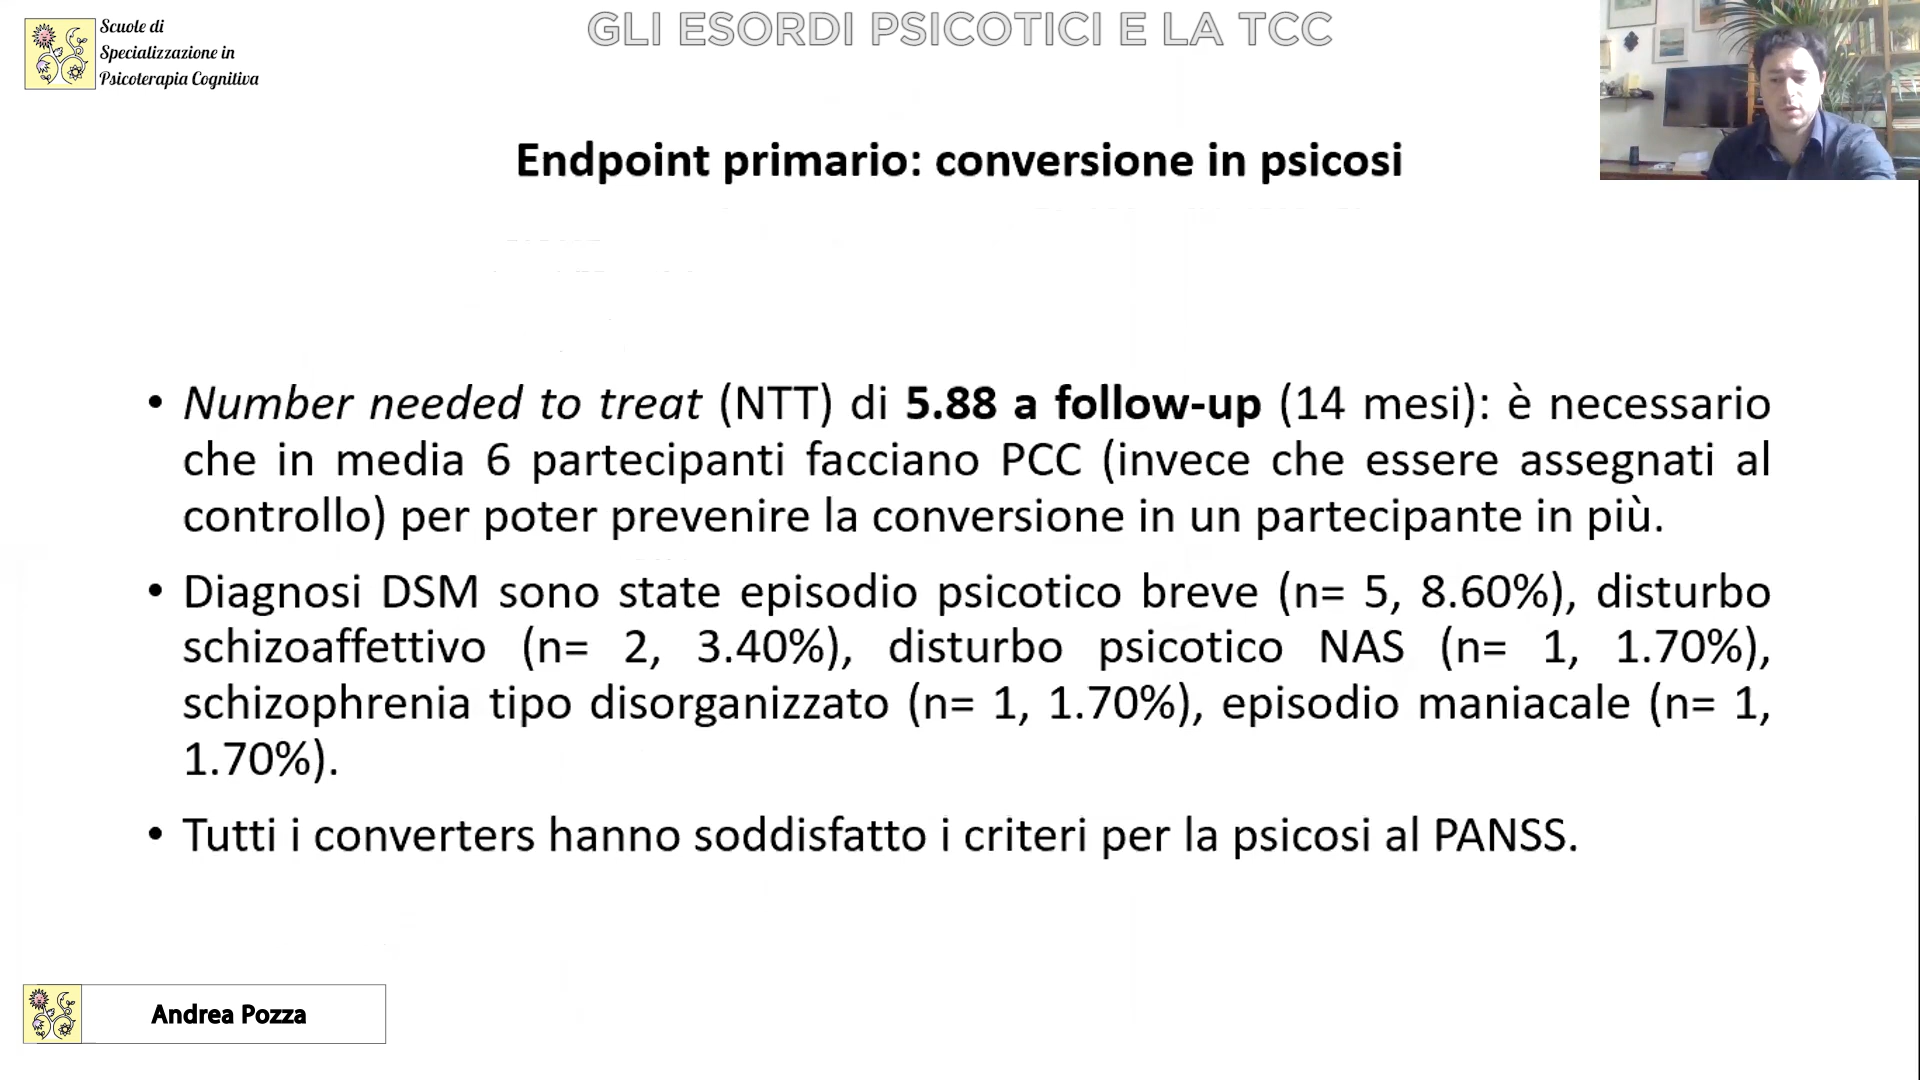 Scuole di
Specializzazione in
Psicoterapia Cognitiva
GLI ESORDI PSICOTICI E LA TCC
Endpoint primario: conversione in psicosi
• Number needed to treat (NTT) di 5.88 a follow-up (14 mesi): è necessario
che in media 6 partecipanti facciano PCC (invece che essere assegnati al
controllo) per poter prevenire la conversione in un partecipante in più.
• Diagnosi DSM sono state episodio psicotico breve (n= 5, 8.60%), disturbo
schizoaffettivo (n= 2, 3.40%), disturbo psicotico NAS (n= 1, 1.70%),
schizophrenia tipo disorganizzato (n= 1, 1.70%), episodio maniacale (n= 1,
1.70%).
• Tutti i converters hanno soddisfatto i criteri per la psicosi al PANSS.
Andrea Pozza